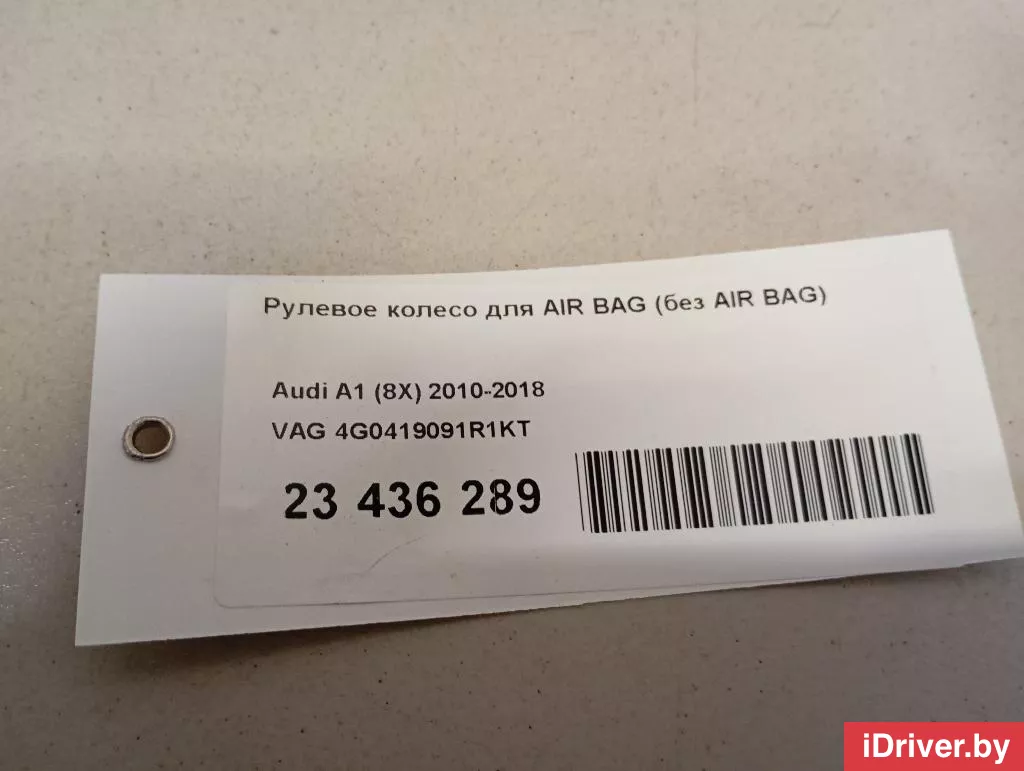 Рулевое колесо для AIR BAG (без AIR BAG)
Audi A1 (8X) 2010-2018
VAG 4G0419091R1KT
23 436 289
iDriver.by